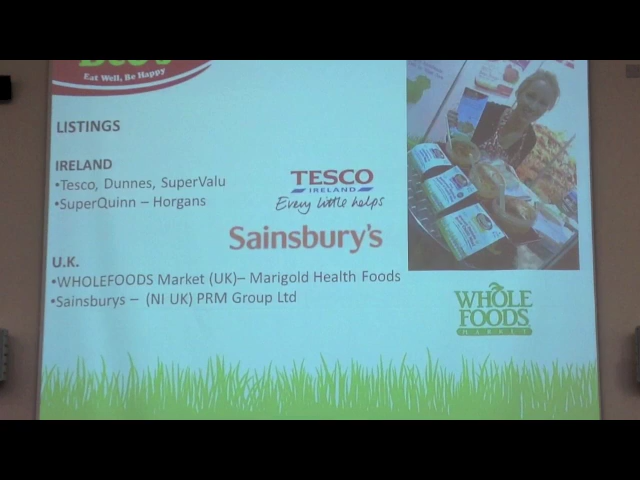 Eat Well, Be Happy
LISTINGS
IRELAND
•Tesco, Dunnes, SuperValu
•SuperQuinn – Horgans
TESCO
IRELAND
Every little helps
Sainsbury's
U.K.
•WHOLEFOODS Market (UK)– Marigold Health Foods
•Sainsburys – (NI UK) PRM Group Ltd
WHOLE
FOODS
MARKET